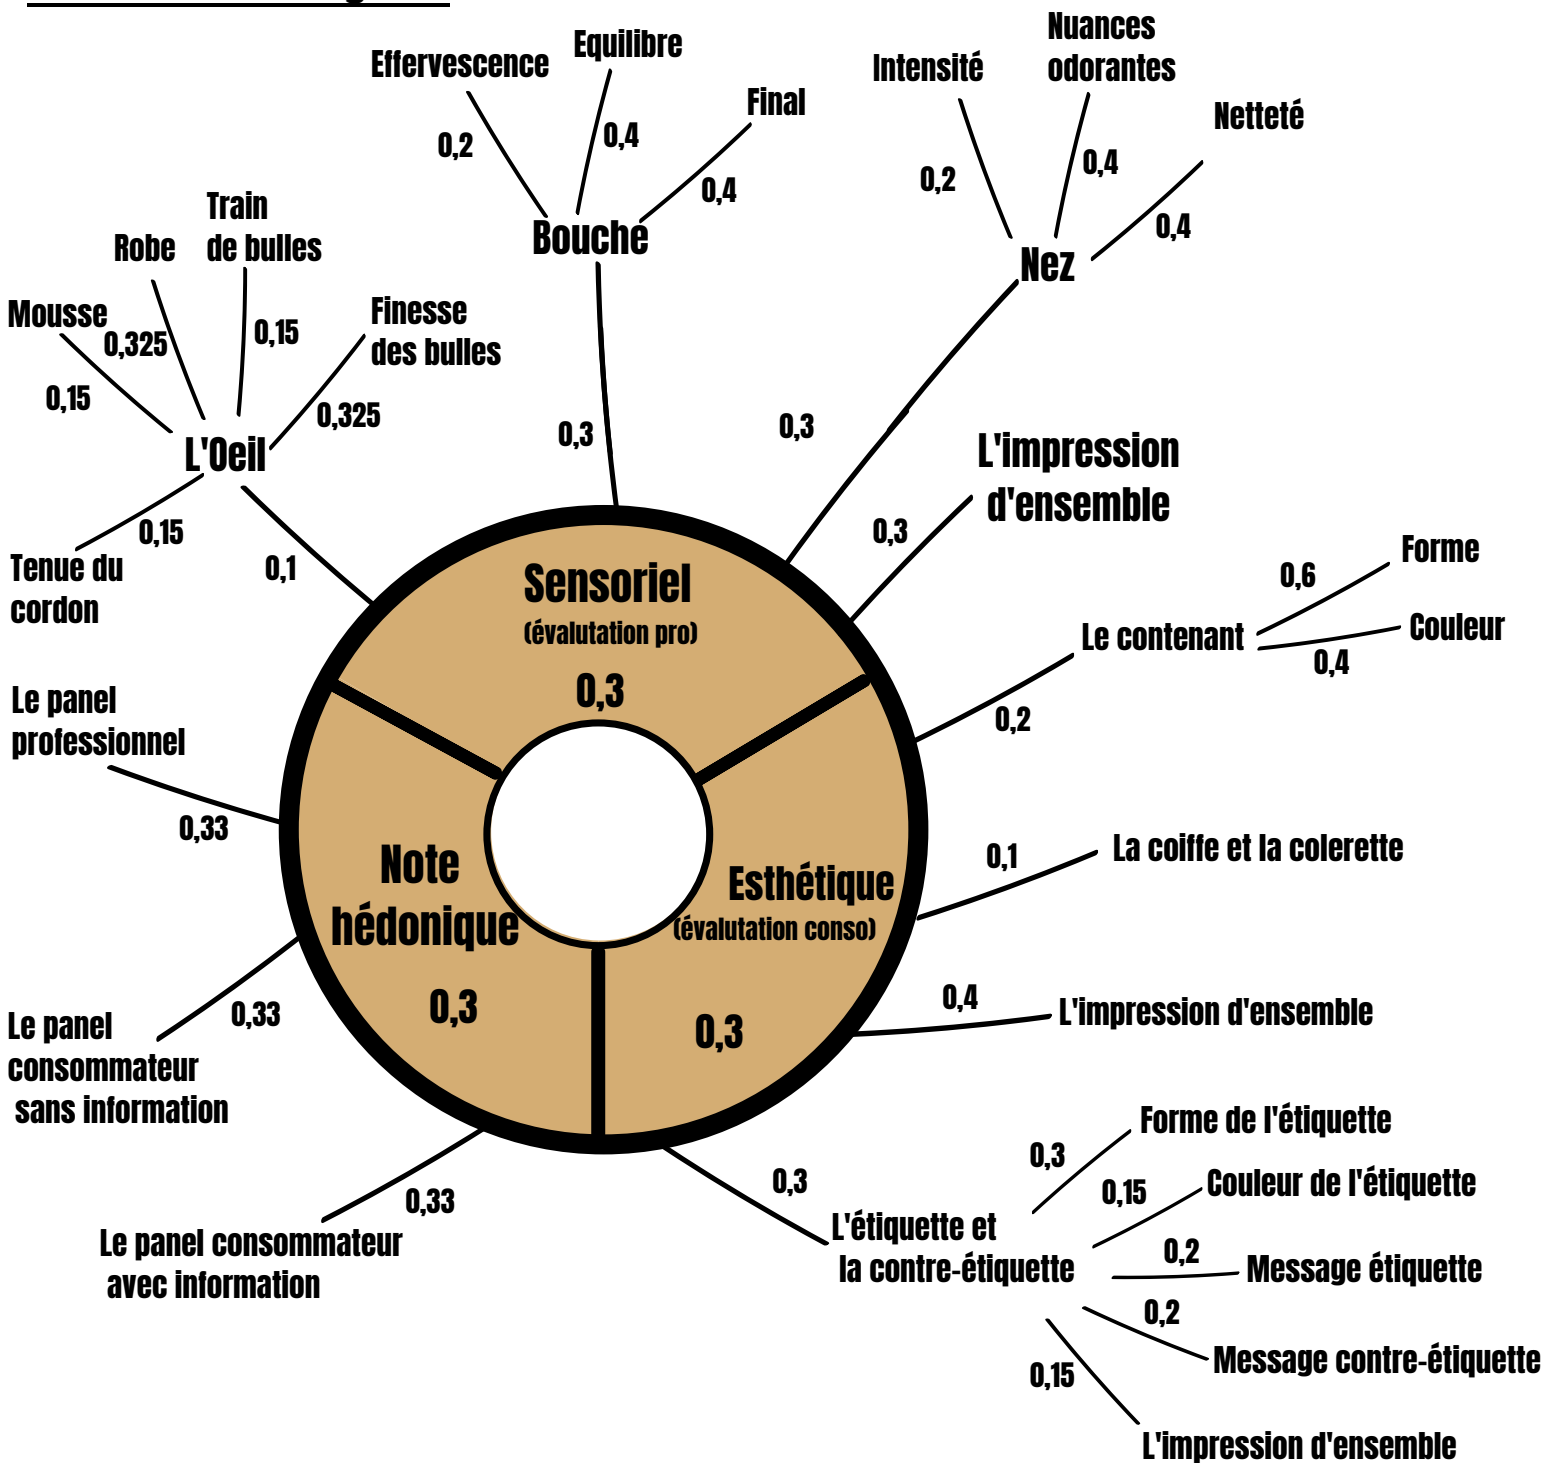 Effervescence
Equilibre
Final
0,2
0,4
0,4
Bouche
0,3
Intensité
Nuances
odorantes
Netteté
0,2
0,4
0,4
Nez
0,3
Mousse
Robe
Train
de bulles
Finesse
des bulles
0,15
0,325
0,15
0,325
L'Oeil
0,15
Tenue du
cordon
0,1
L'impression
d'ensemble
0,3
Sensoriel
(évalutation pro)
0,3
Le contenant
0,2
0,6
Forme
0,4
Couleur
La coiffe et la colerette
0,1
L'impression d'ensemble
0,4
Esthétique
(évalutation conso)
0,3
L'étiquette et
la contre-étiquette
0,3
0,3
Forme de l'étiquette
0,15
Couleur de l'étiquette
0,2
Message étiquette
0,2
Message contre-étiquette
0,15
L'impression d'ensemble
Note
hédonique
0,3
Le panel
professionnel
0,33
Le panel
consommateur
sans information
0,33
Le panel consommateur
avec information
0,33